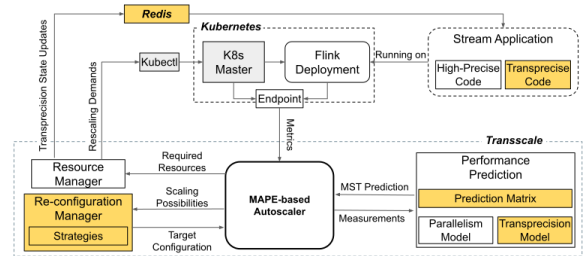 Redis
Kubernetes
Stream Application
Kubectl
K8s
Master
Flink
Deployment
Running on
High-Precise
Code
Transprecise
Code
Endpoint
Transprecision State Updates
Rescaling Demands
Metrics
Transscale
Resource
Manager
Required
Resources
MAPE-based
Autoscaler
Performance
Prediction
MST Prediction
Prediction Matrix
Re-configuration
Manager
Strategies
Scaling
Possibilities
Target
Configuration
Measurements
Parallelism
Model
Transprecision
Model